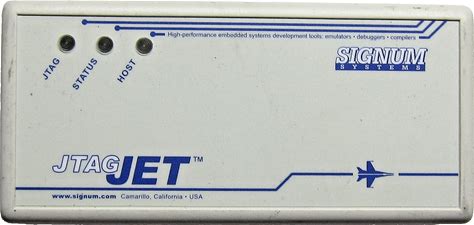 High-performance embedded systems development tools: emulators • debuggers • compilers
SIGNUM
SYSTEMS
JTAG
STATUS
HOST
JTAGJET™
www.signum.com Camarillo, California • USA